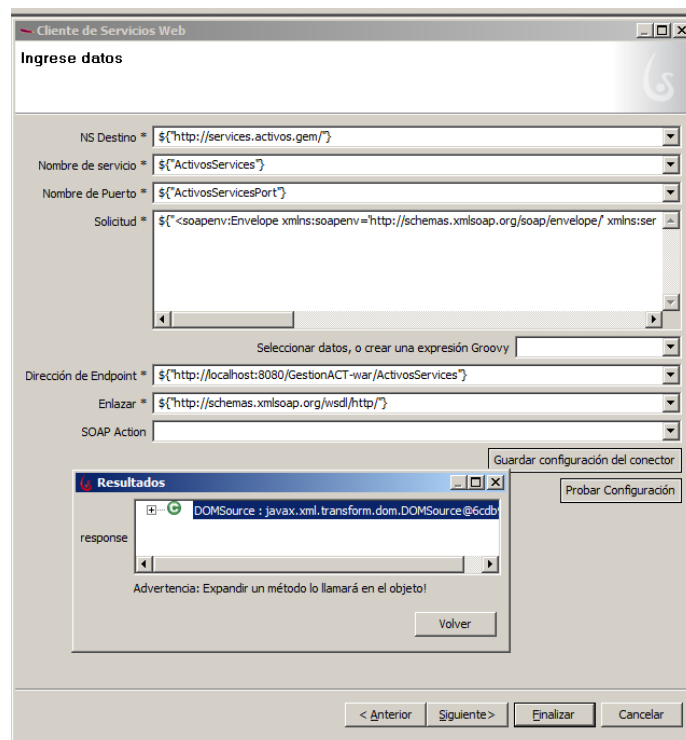 Cliente de Servicios Web
Ingrese datos
NS Destino * ${"http://services.activos.gem/"}
Nombre de servicio * ${"ActivosServices"}
Nombre de Puerto * ${"ActivosServicesPort"}
Solicitud * ${"<soapenv:Envelope xmlns:soapenv='http://schemas.xmlsoap.org/soap/envelope/' xmlns:ser
Seleccionar datos, o crear una expresión Groovy
Dirección de Endpoint * ${"http://localhost:8080/GestionACT-war/ActivosServices"}
Enlazar * ${"http://schemas.xmlsoap.org/wsdl/http/"}
SOAP Action
Guardar configuración del conector
Probar Configuración
Resultados
response
DOMSource : javax.xml.transform.dom.DOMSource@6cdb
Advertencia: Expandir un método lo llamará en el objeto!
Volver
< Anterior Siguiente> Finalizar Cancelar